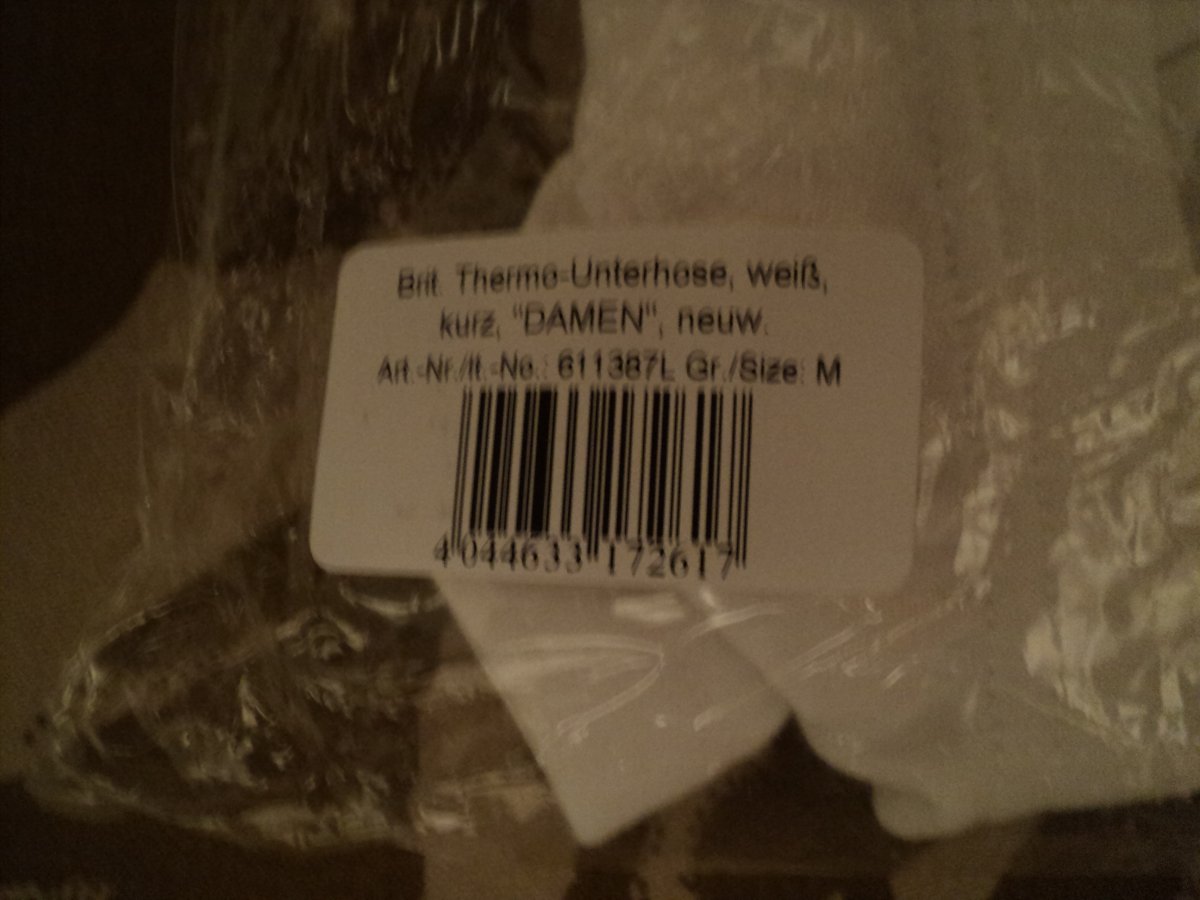 Brit. Thermo-Unterhose, weiß,
kurz, "DAMEN", neuw.
Art.-Nr./It.-No.: 611387L Gr./Size: M
4 044633 172617